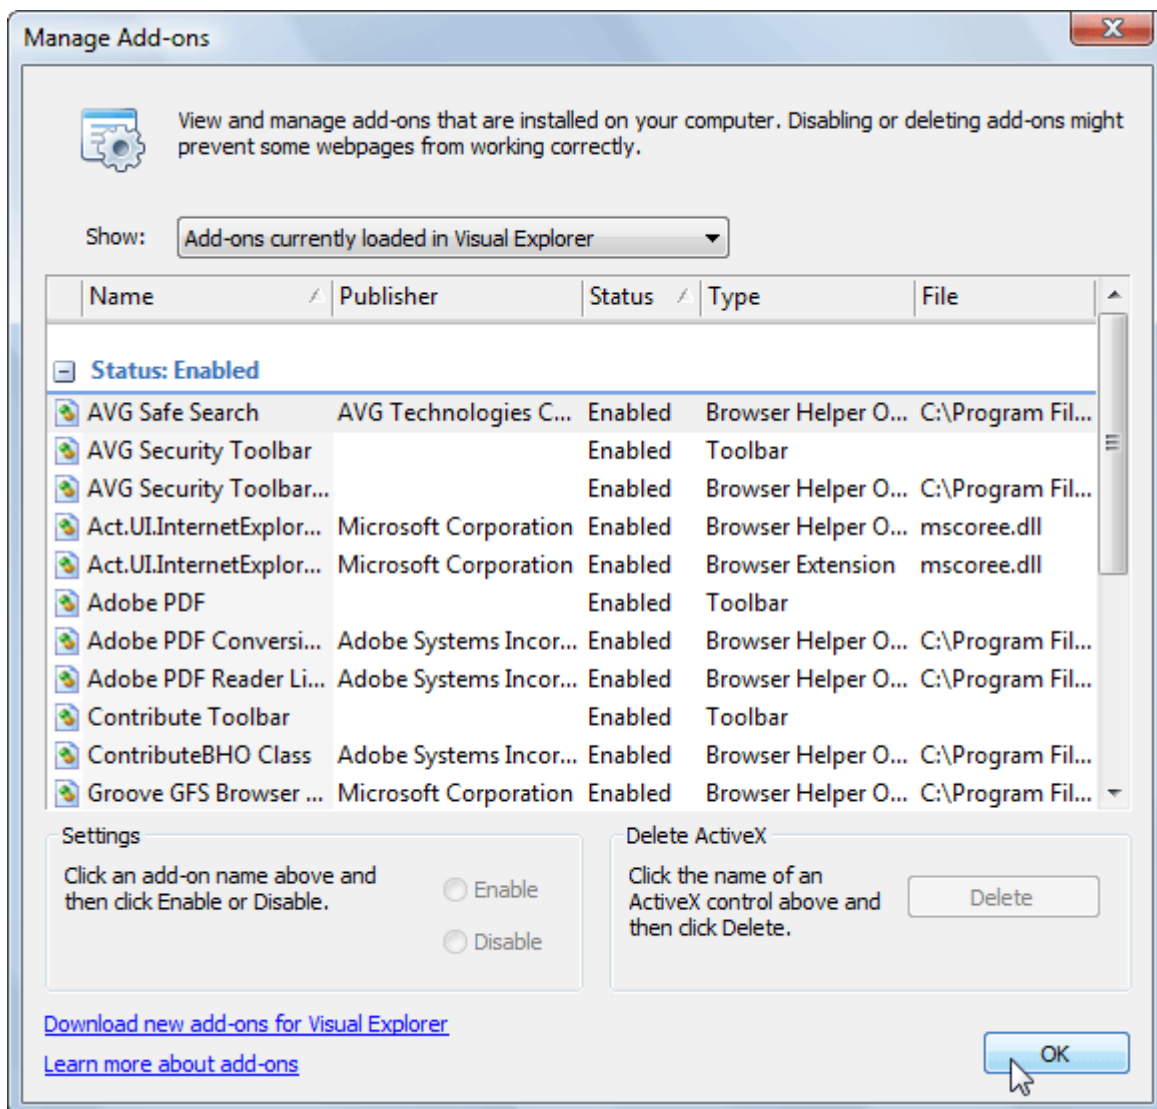 Manage Add-ons
View and manage add-ons that are installed on your computer. Disabling or deleting add-ons might
prevent some webpages from working correctly.
Show: Add-ons currently loaded in Visual Explorer
Name Publisher Status Type File
Status: Enabled
AVG Safe Search AVG Technologies C... Enabled Browser Helper O... C:\Program Fil...
AVG Security Toolbar Enabled Toolbar
AVG Security Toolbar... Enabled Browser Helper O... C:\Program Fil...
Act.UI.InternetExplor... Microsoft Corporation Enabled Browser Helper O... mscoree.dll
Act.UI.InternetExplor... Microsoft Corporation Enabled Browser Extension mscoree.dll
Adobe PDF Enabled Toolbar
Adobe PDF Conversi... Adobe Systems Incor... Enabled Browser Helper O... C:\Program Fil...
Adobe PDF Reader Li... Adobe Systems Incor... Enabled Browser Helper O... C:\Program Fil...
Contribute Toolbar Enabled Toolbar
ContributeBHO Class Adobe Systems Incor... Enabled Browser Helper O... C:\Program Fil...
Groove GFS Browser ... Microsoft Corporation Enabled Browser Helper O... C:\Program Fil...
Settings
Click an add-on name above and
then click Enable or Disable.
Enable
Disable
Delete ActiveX
Click the name of an
ActiveX control above and
then click Delete.
Delete
Download new add-ons for Visual Explorer
Learn more about add-ons
OK